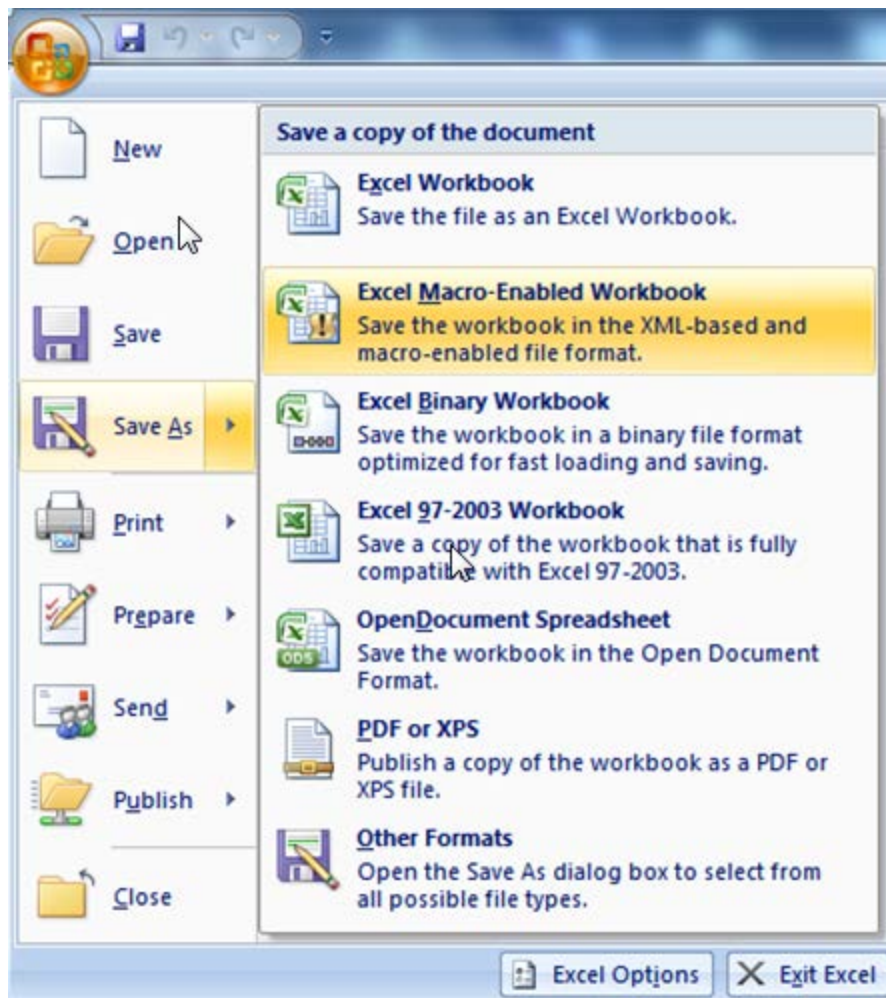 New
Open
Save
Save As
Print
Prepare
Send
Publish
Close
Save a copy of the document
Excel Workbook
Save the file as an Excel Workbook.
Excel Macro-Enabled Workbook
Save the workbook in the XML-based and
macro-enabled file format.
Excel Binary Workbook
Save the workbook in a binary file format
optimized for fast loading and saving.
Excel 97-2003 Workbook
Save a copy of the workbook that is fully
compatible with Excel 97-2003.
OpenDocument Spreadsheet
ODS
Save the workbook in the Open Document
Format.
PDF or XPS
Publish a copy of the workbook as a PDF or
XPS file.
Other Formats
Open the Save As dialog box to select from
all possible file types.
Excel Options
Exit Excel